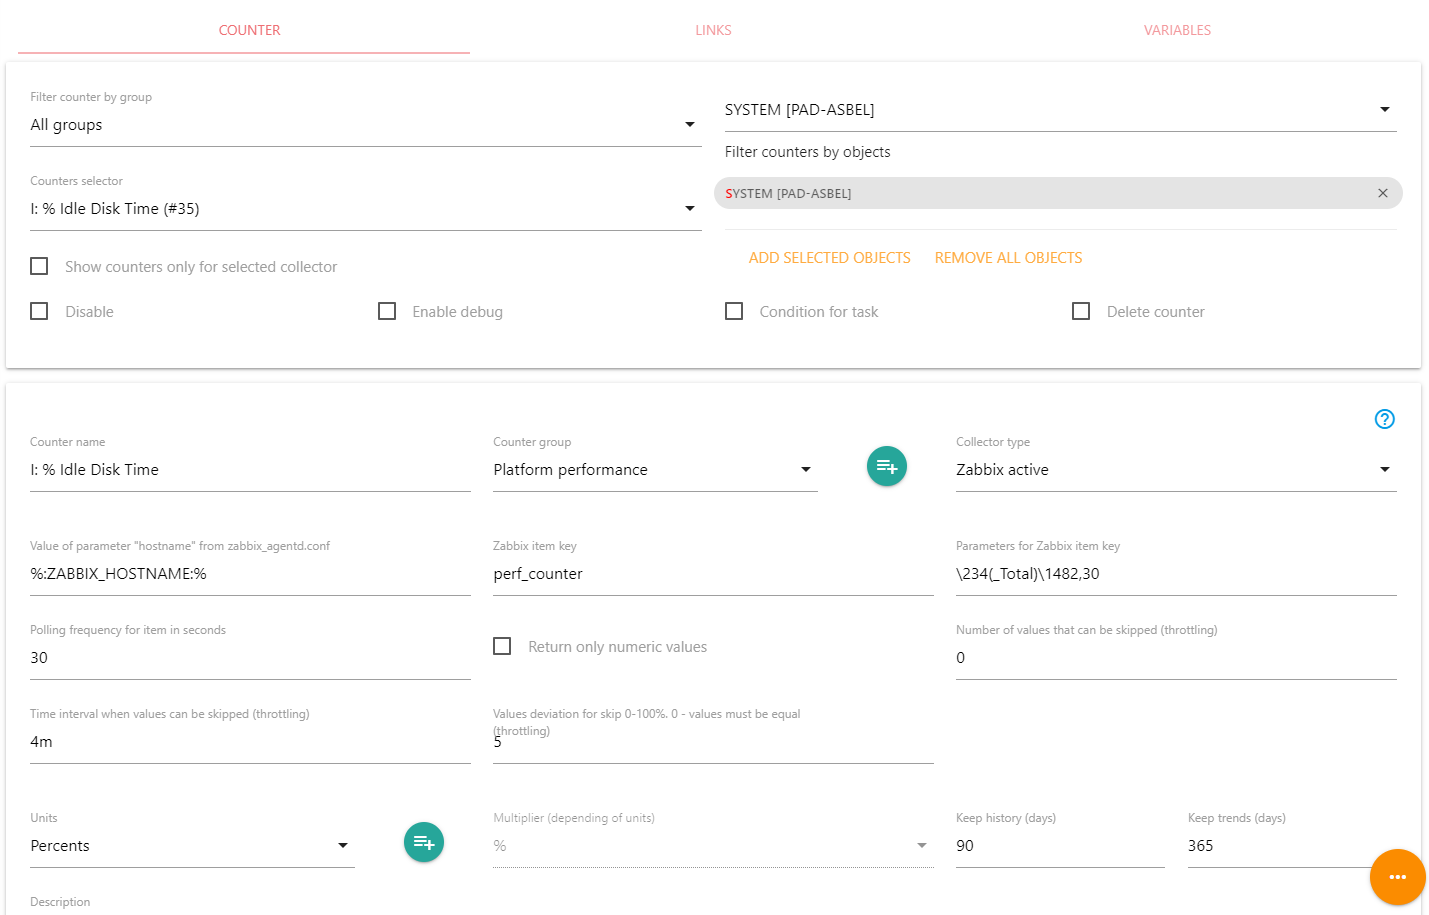 COUNTER
LINKS
VARIABLES
Filter counter by group
All groups
SYSTEM [PAD-ASBEL]
Filter counters by objects
Counters selector
I: % Idle Disk Time (#35)
SYSTEM [PAD-ASBEL]
Show counters only for selected collector
ADD SELECTED OBJECTS
REMOVE ALL OBJECTS
Disable
Enable debug
Condition for task
Delete counter
Counter name
I: % Idle Disk Time
Counter group
Platform performance
Collector type
Zabbix active
Value of parameter "hostname" from zabbix_agentd.conf
%:ZABBIX_HOSTNAME:%
Zabbix item key
perf_counter
Parameters for Zabbix item key
\234(_Total)\1482,30
Polling frequency for item in seconds
30
Return only numeric values
Number of values that can be skipped (throttling)
0
Time interval when values can be skipped (throttling)
4m
Values deviation for skip 0-100%. 0 - values must be equal
(throttling)
5
Units
Percents
Multiplier (depending of units)
%
Keep history (days)
90
Keep trends (days)
365
Description